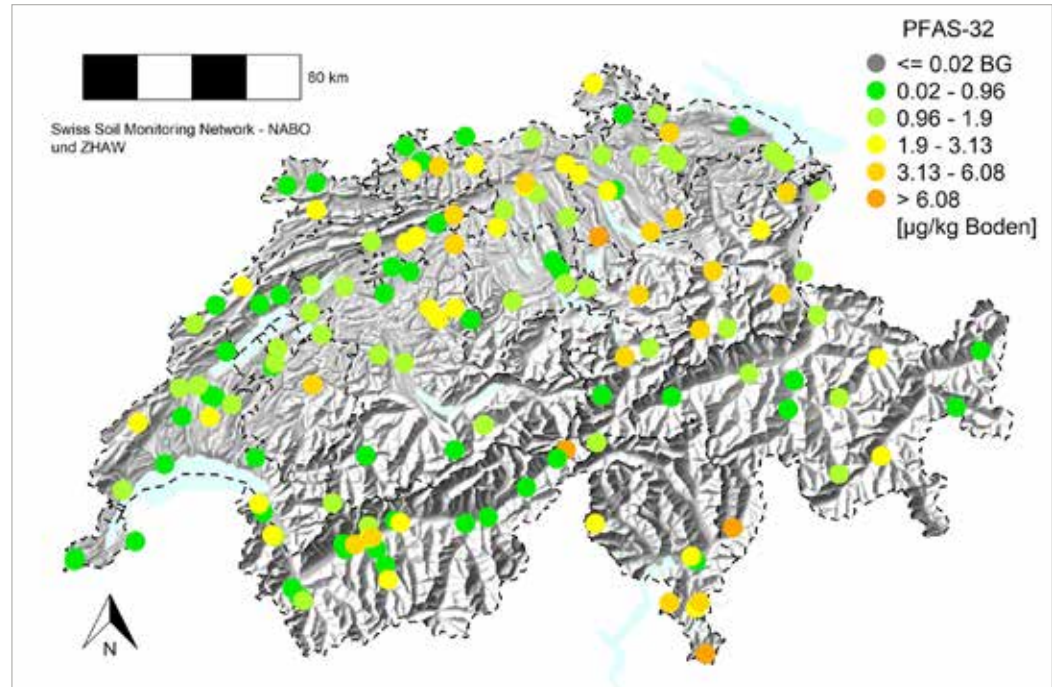 PFAS-32
<= 0.02 BG
0.02 - 0.96
0.96 - 1.9
1.9 - 3.13
3.13 - 6.08
> 6.08
[µg/kg Boden]
80 km
Swiss Soil Monitoring Network - NABO
und ZHAW
N